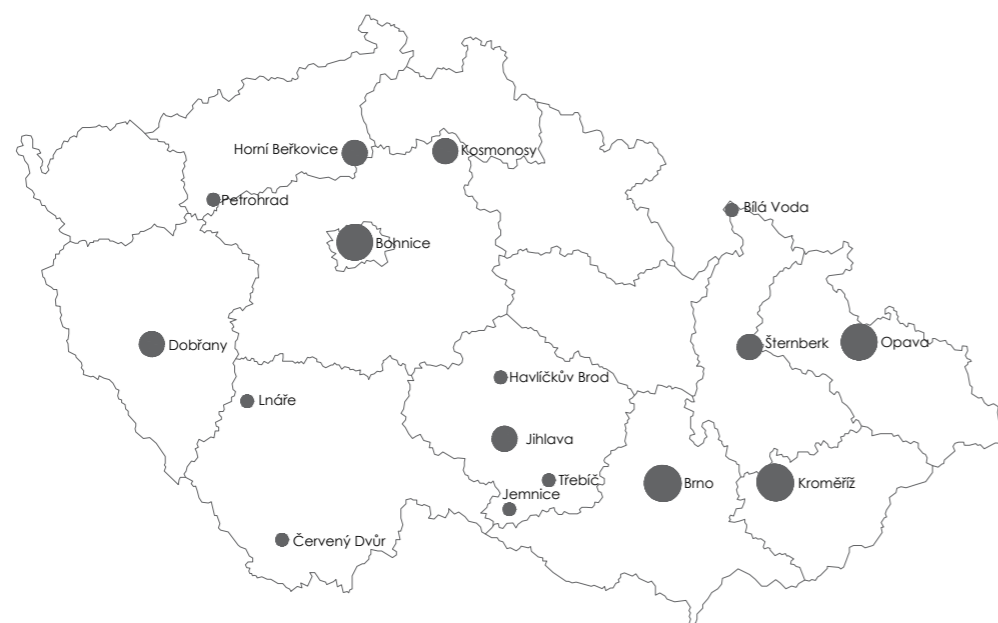 Horní Beřkovice
Kosmonosy
Petrohrad
Bílá Voda
Bohnice
Dobřany
Šternberk
Opava
Havlíčkův Brod
Lnáře
Jihlava
Třebíč
Jemnice
Brno
Kroměříž
Červený Dvůr